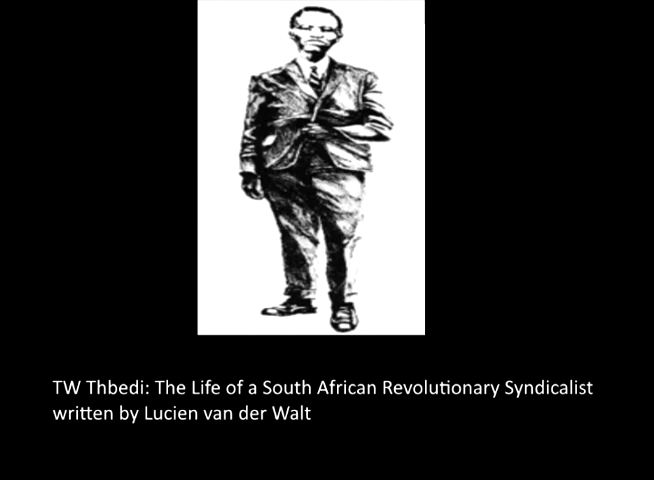 TW Thbedi: The Life of a South African Revolutionary Syndicalist
written by Lucien van der Walt